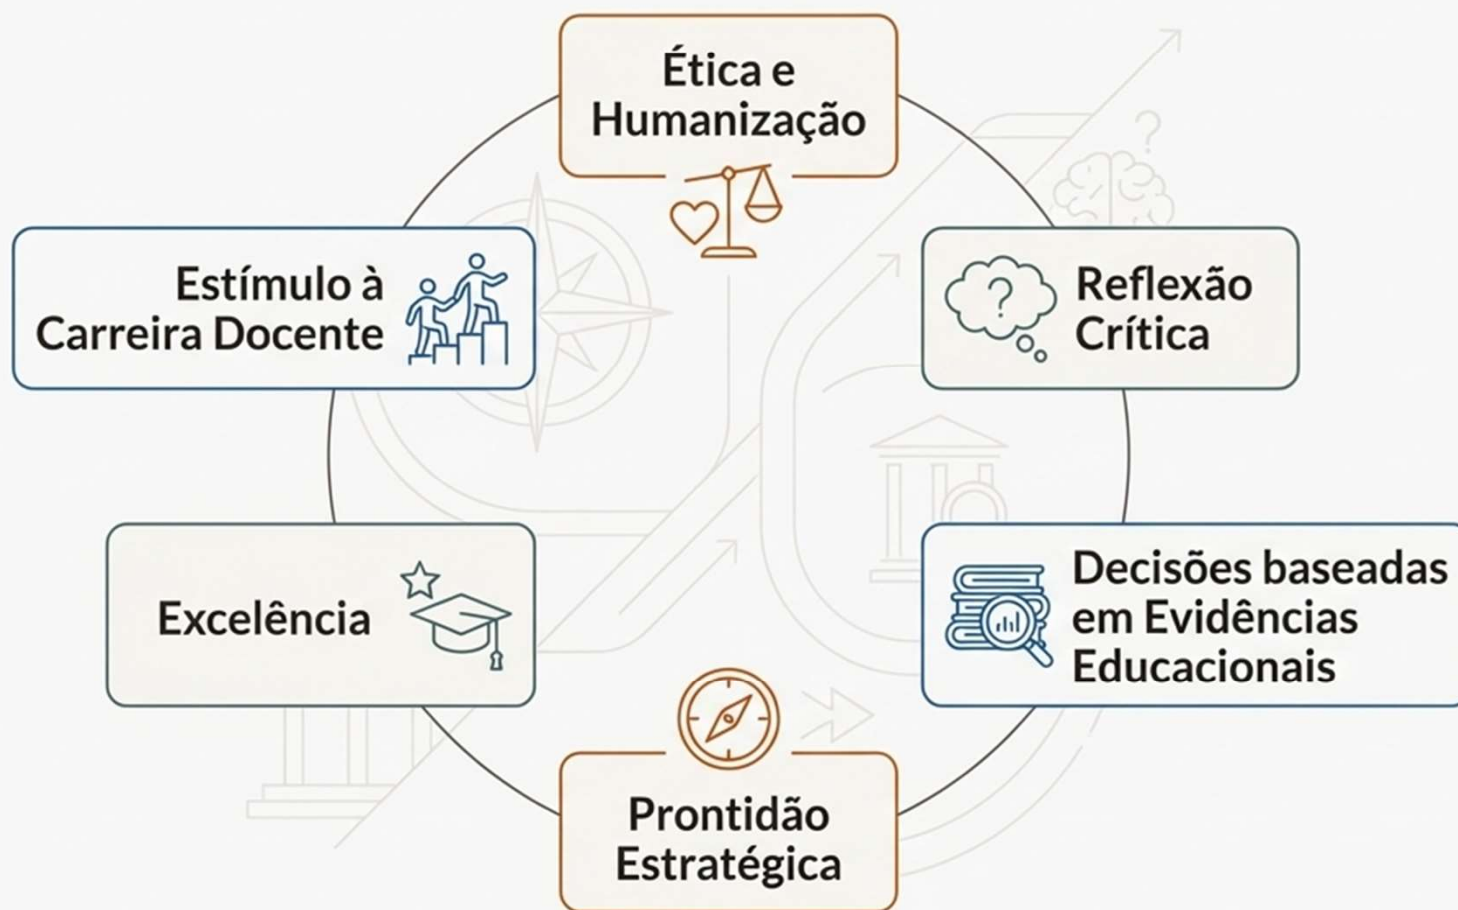 Ética e
Humanização
Estímulo à
Carreira Docente
?
Reflexão
Crítica
Excelência
Decisões baseadas
em Evidências
Educacionais
Prontidão
Estratégica